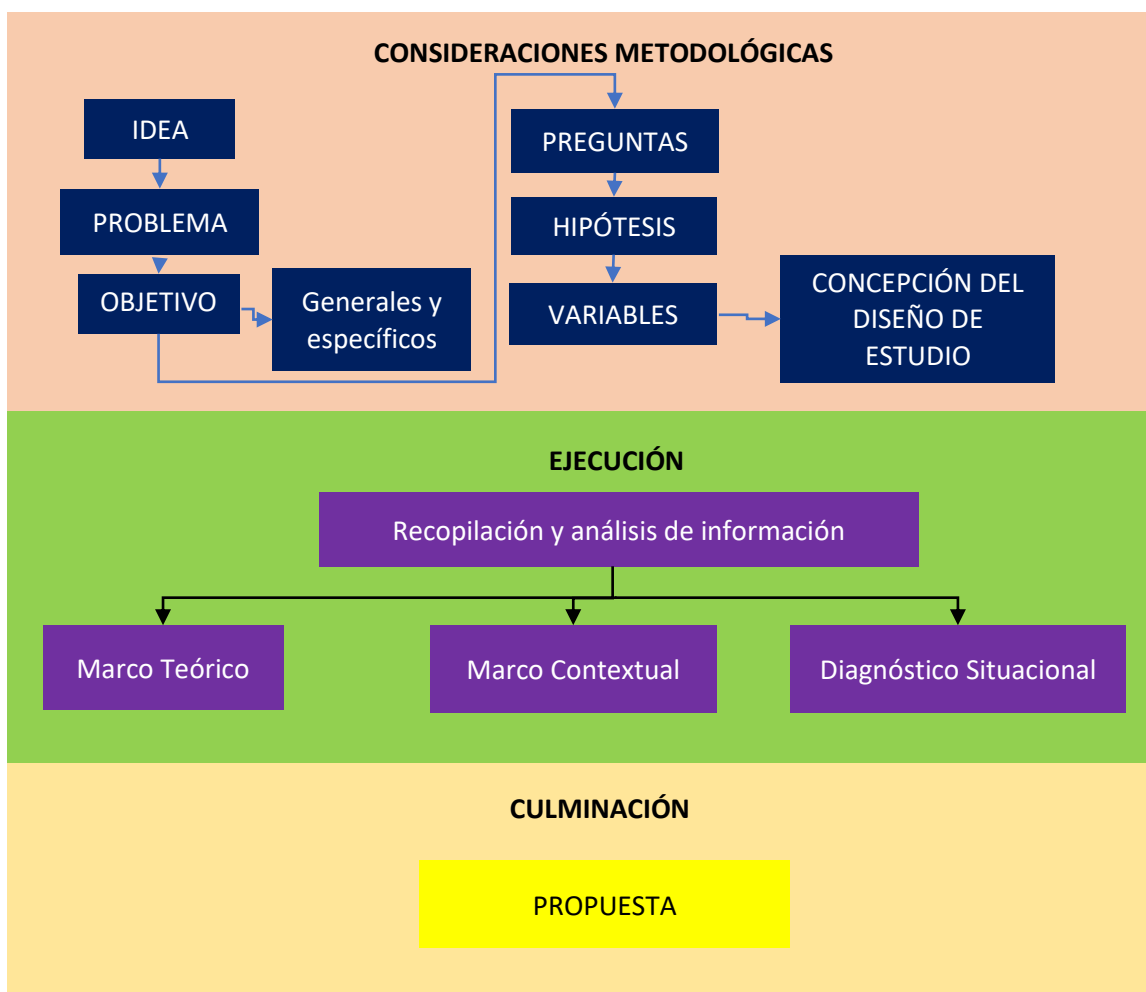 CONSIDERACIONES METODOLÓGICAS
IDEA
PROBLEMA
OBJETIVO
Generales y
específicos
PREGUNTAS
HIPÓTESIS
VARIABLES
CONCEPCIÓN DEL
DISEÑO DE
ESTUDIO
EJECUCIÓN
Recopilación y análisis de información
Marco Teórico
Marco Contextual
Diagnóstico Situacional
CULMINACIÓN
PROPUESTA